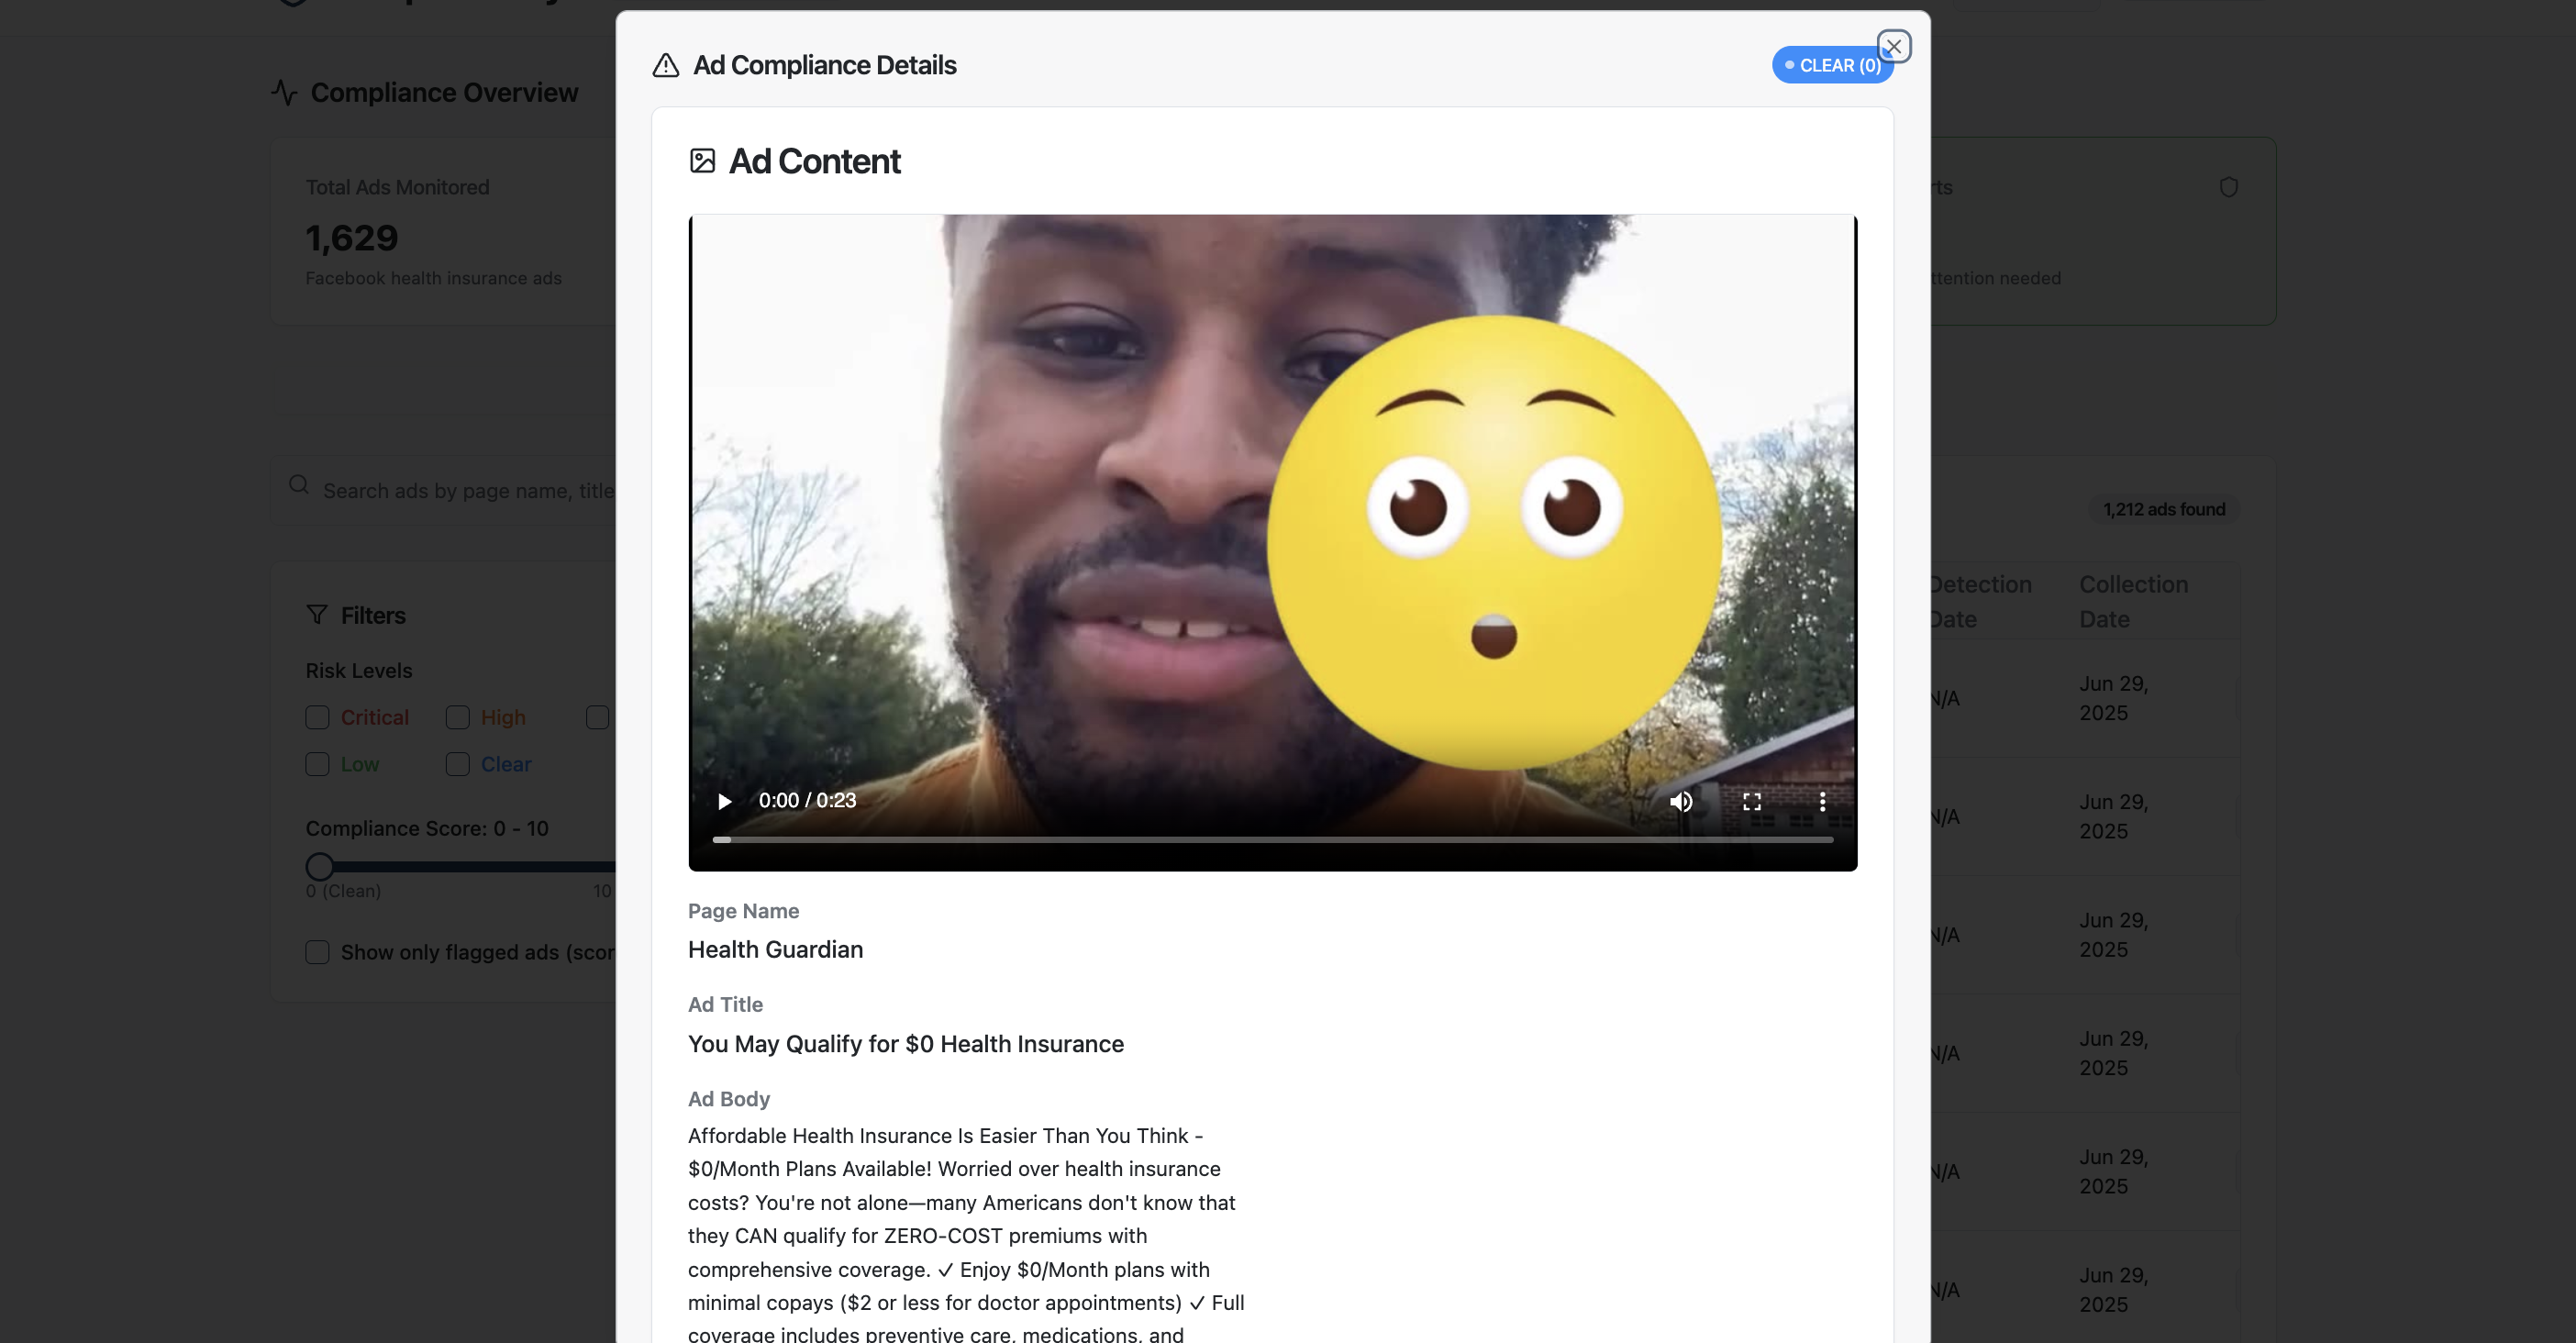 Compliance Overview
Total Ads Monitored
1,629
Facebook health insurance ads
ttention needed
Search ads by page name, title
1,212 ads found
Filters
Risk Levels
Critical
High
Low
Clear
Compliance Score: 0 - 10
0 (Clean)
10
Show only flagged ads (scor
Detection
Date
Collection
Date
N/A
Jun 29,
2025
N/A
Jun 29,
2025
N/A
Jun 29,
2025
N/A
Jun 29,
2025
N/A
Jun 29,
2025
N/A
Jun 29,
2025
Ad Compliance Details
CLEAR (0)
Ad Content
0:00 / 0:23
Page Name
Health Guardian
Ad Title
You May Qualify for $0 Health Insurance
Ad Body
Affordable Health Insurance Is Easier Than You Think -
$0/Month Plans Available! Worried over health insurance
costs? You're not alone—many Americans don't know that
they CAN qualify for ZERO-COST premiums with
comprehensive coverage. ✓ Enjoy $0/Month plans with
minimal copays ($2 or less for doctor appointments) ✓ Full
coverage includes preventive care, medications, and